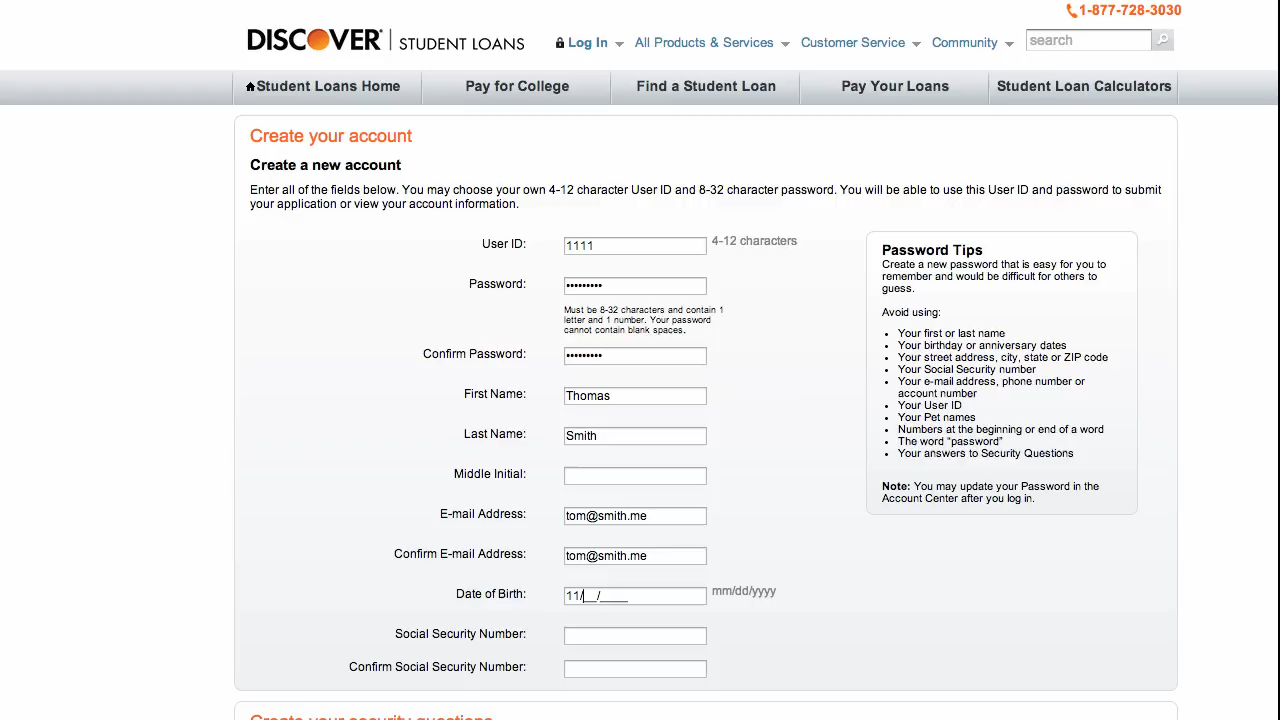 1-877-728-3030
DISCOVER STUDENT LOANS Log In All Products & Services Customer Service Community search
Student Loans Home Pay for College Find a Student Loan Pay Your Loans Student Loan Calculators
Create your account
Create a new account
Enter all of the fields below. You may choose your own 4-12 character User ID and 8-32 character password. You will be able to use this User ID and password to submit
your application or view your account information.
User ID: 1111 4-12 characters
Password: •••••••••
Must be 8-32 characters and contain 1
letter and 1 number. Your password
cannot contain blank spaces.
Confirm Password: •••••••••
First Name: Thomas
Last Name: Smith
Middle Initial:
E-mail Address: tom@smith.me
Confirm E-mail Address: tom@smith.me
Date of Birth: 11/__/____ mm/dd/yyyy
Social Security Number:
Confirm Social Security Number:
Password Tips
Create a new password that is easy for you to
remember and would be difficult for others to
guess.
Avoid using:
• Your first or last name
• Your birthday or anniversary dates
• Your street address, city, state or ZIP code
• Your Social Security number
• Your e-mail address, phone number or
account number
• Your User ID
• Your Pet names
• Numbers at the beginning or end of a word
• The word "password"
• Your answers to Security Questions
Note: You may update your Password in the
Account Center after you log in.
Create your security questions